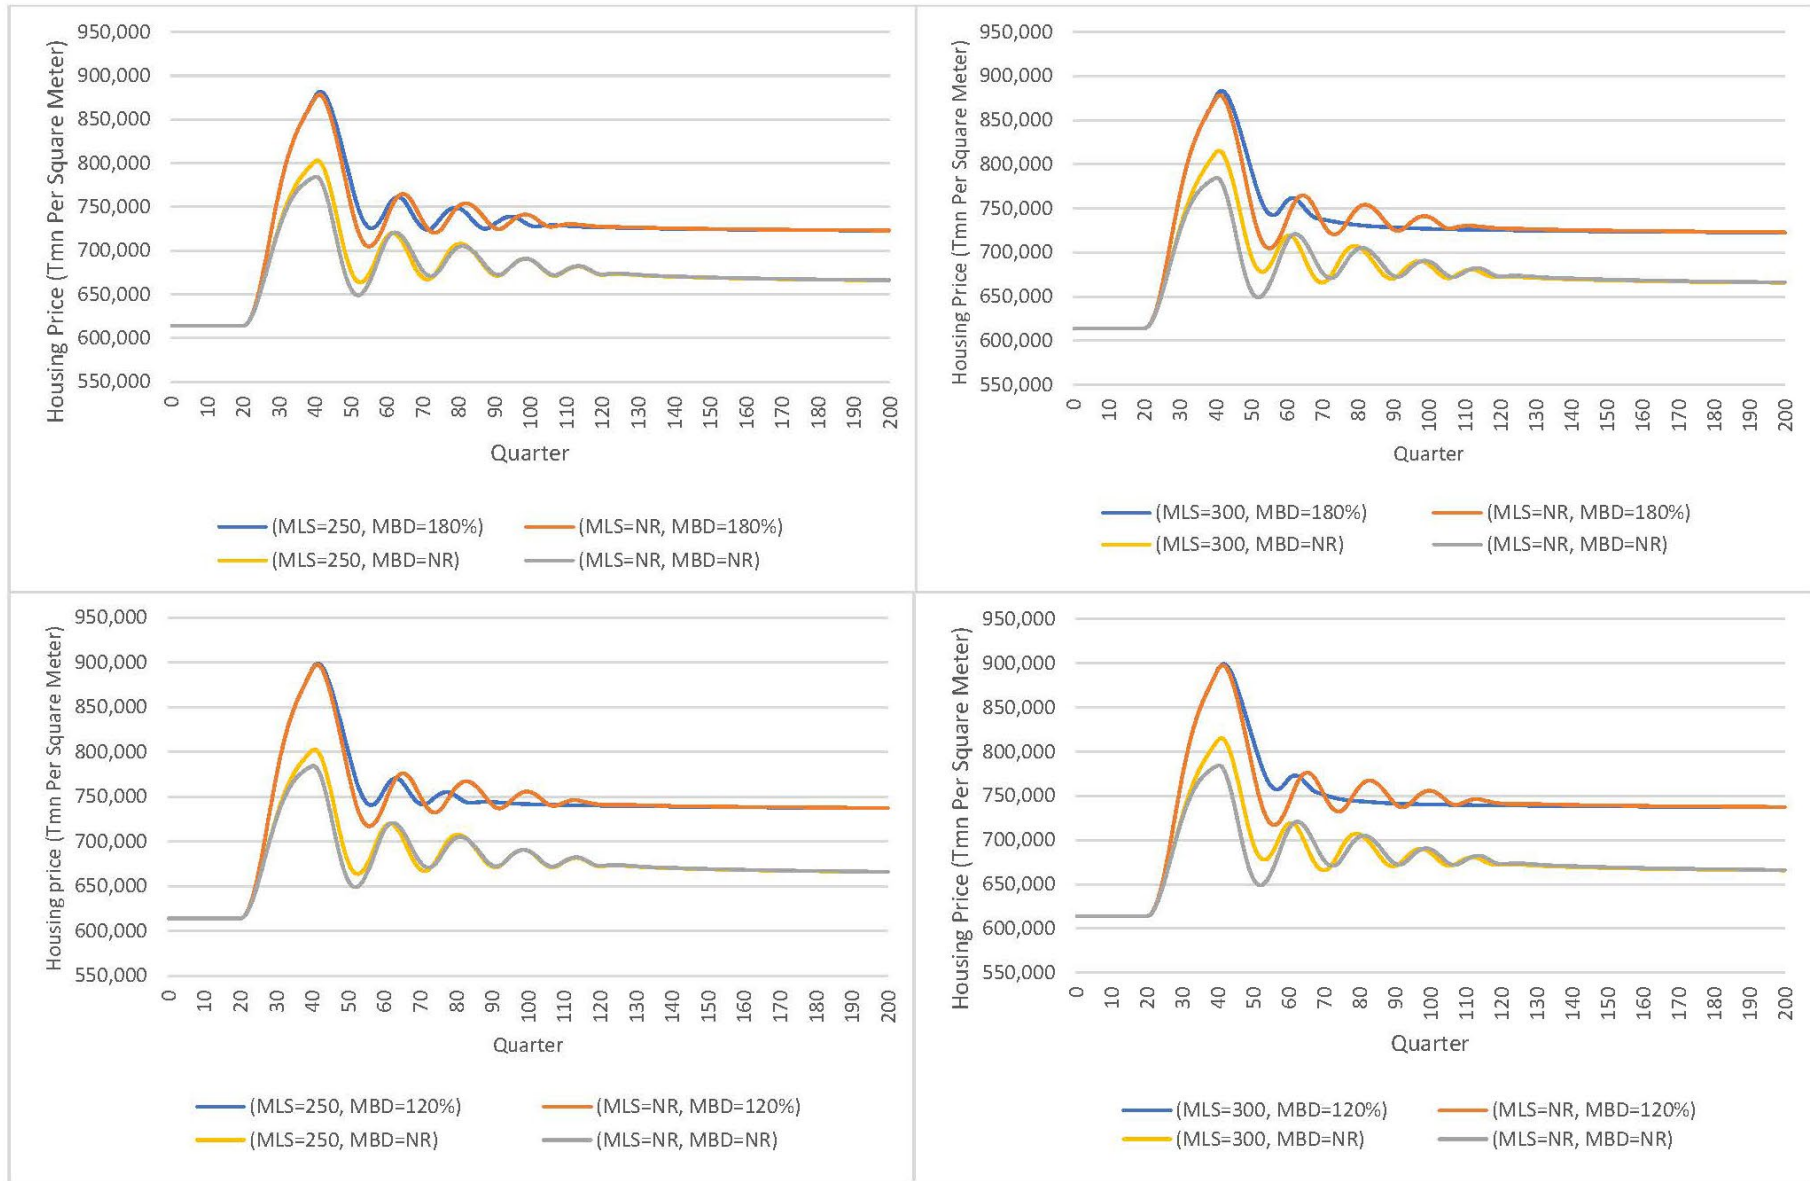 Housing Price (Tmn Per Square Meter)
950,000
900,000
850,000
800,000
750,000
700,000
650,000
600,000
550,000
0 10 20 30 40 50 60 70 80 90 100 110 120 130 140 150 160 170 180 190 200
Quarter
(MLS=250, MBD=180%) (MLS=NR, MBD=180%)
(MLS=250, MBD=NR) (MLS=NR, MBD=NR)
Housing Price (Tmn Per Square Meter)
950,000
900,000
850,000
800,000
750,000
700,000
650,000
600,000
550,000
0 10 20 30 40 50 60 70 80 90 100 110 120 130 140 150 160 170 180 190 200
Quarter
(MLS=300, MBD=180%) (MLS=NR, MBD=180%)
(MLS=300, MBD=NR) (MLS=NR, MBD=NR)
Housing price (Tmn Per Square Meter)
950,000
900,000
850,000
800,000
750,000
700,000
650,000
600,000
550,000
0 10 20 30 40 50 60 70 80 90 100 110 120 130 140 150 160 170 180 190 200
Quarter
(MLS=250, MBD=120%) (MLS=NR, MBD=120%)
(MLS=250, MBD=NR) (MLS=NR, MBD=NR)
Housing Price (Tmn Per Square Meter)
950,000
900,000
850,000
800,000
750,000
700,000
650,000
600,000
550,000
0 10 20 30 40 50 60 70 80 90 100 110 120 130 140 150 160 170 180 190 200
Quarter
(MLS=300, MBD=120%) (MLS=NR, MBD=120%)
(MLS=300, MBD=NR) (MLS=NR, MBD=NR)